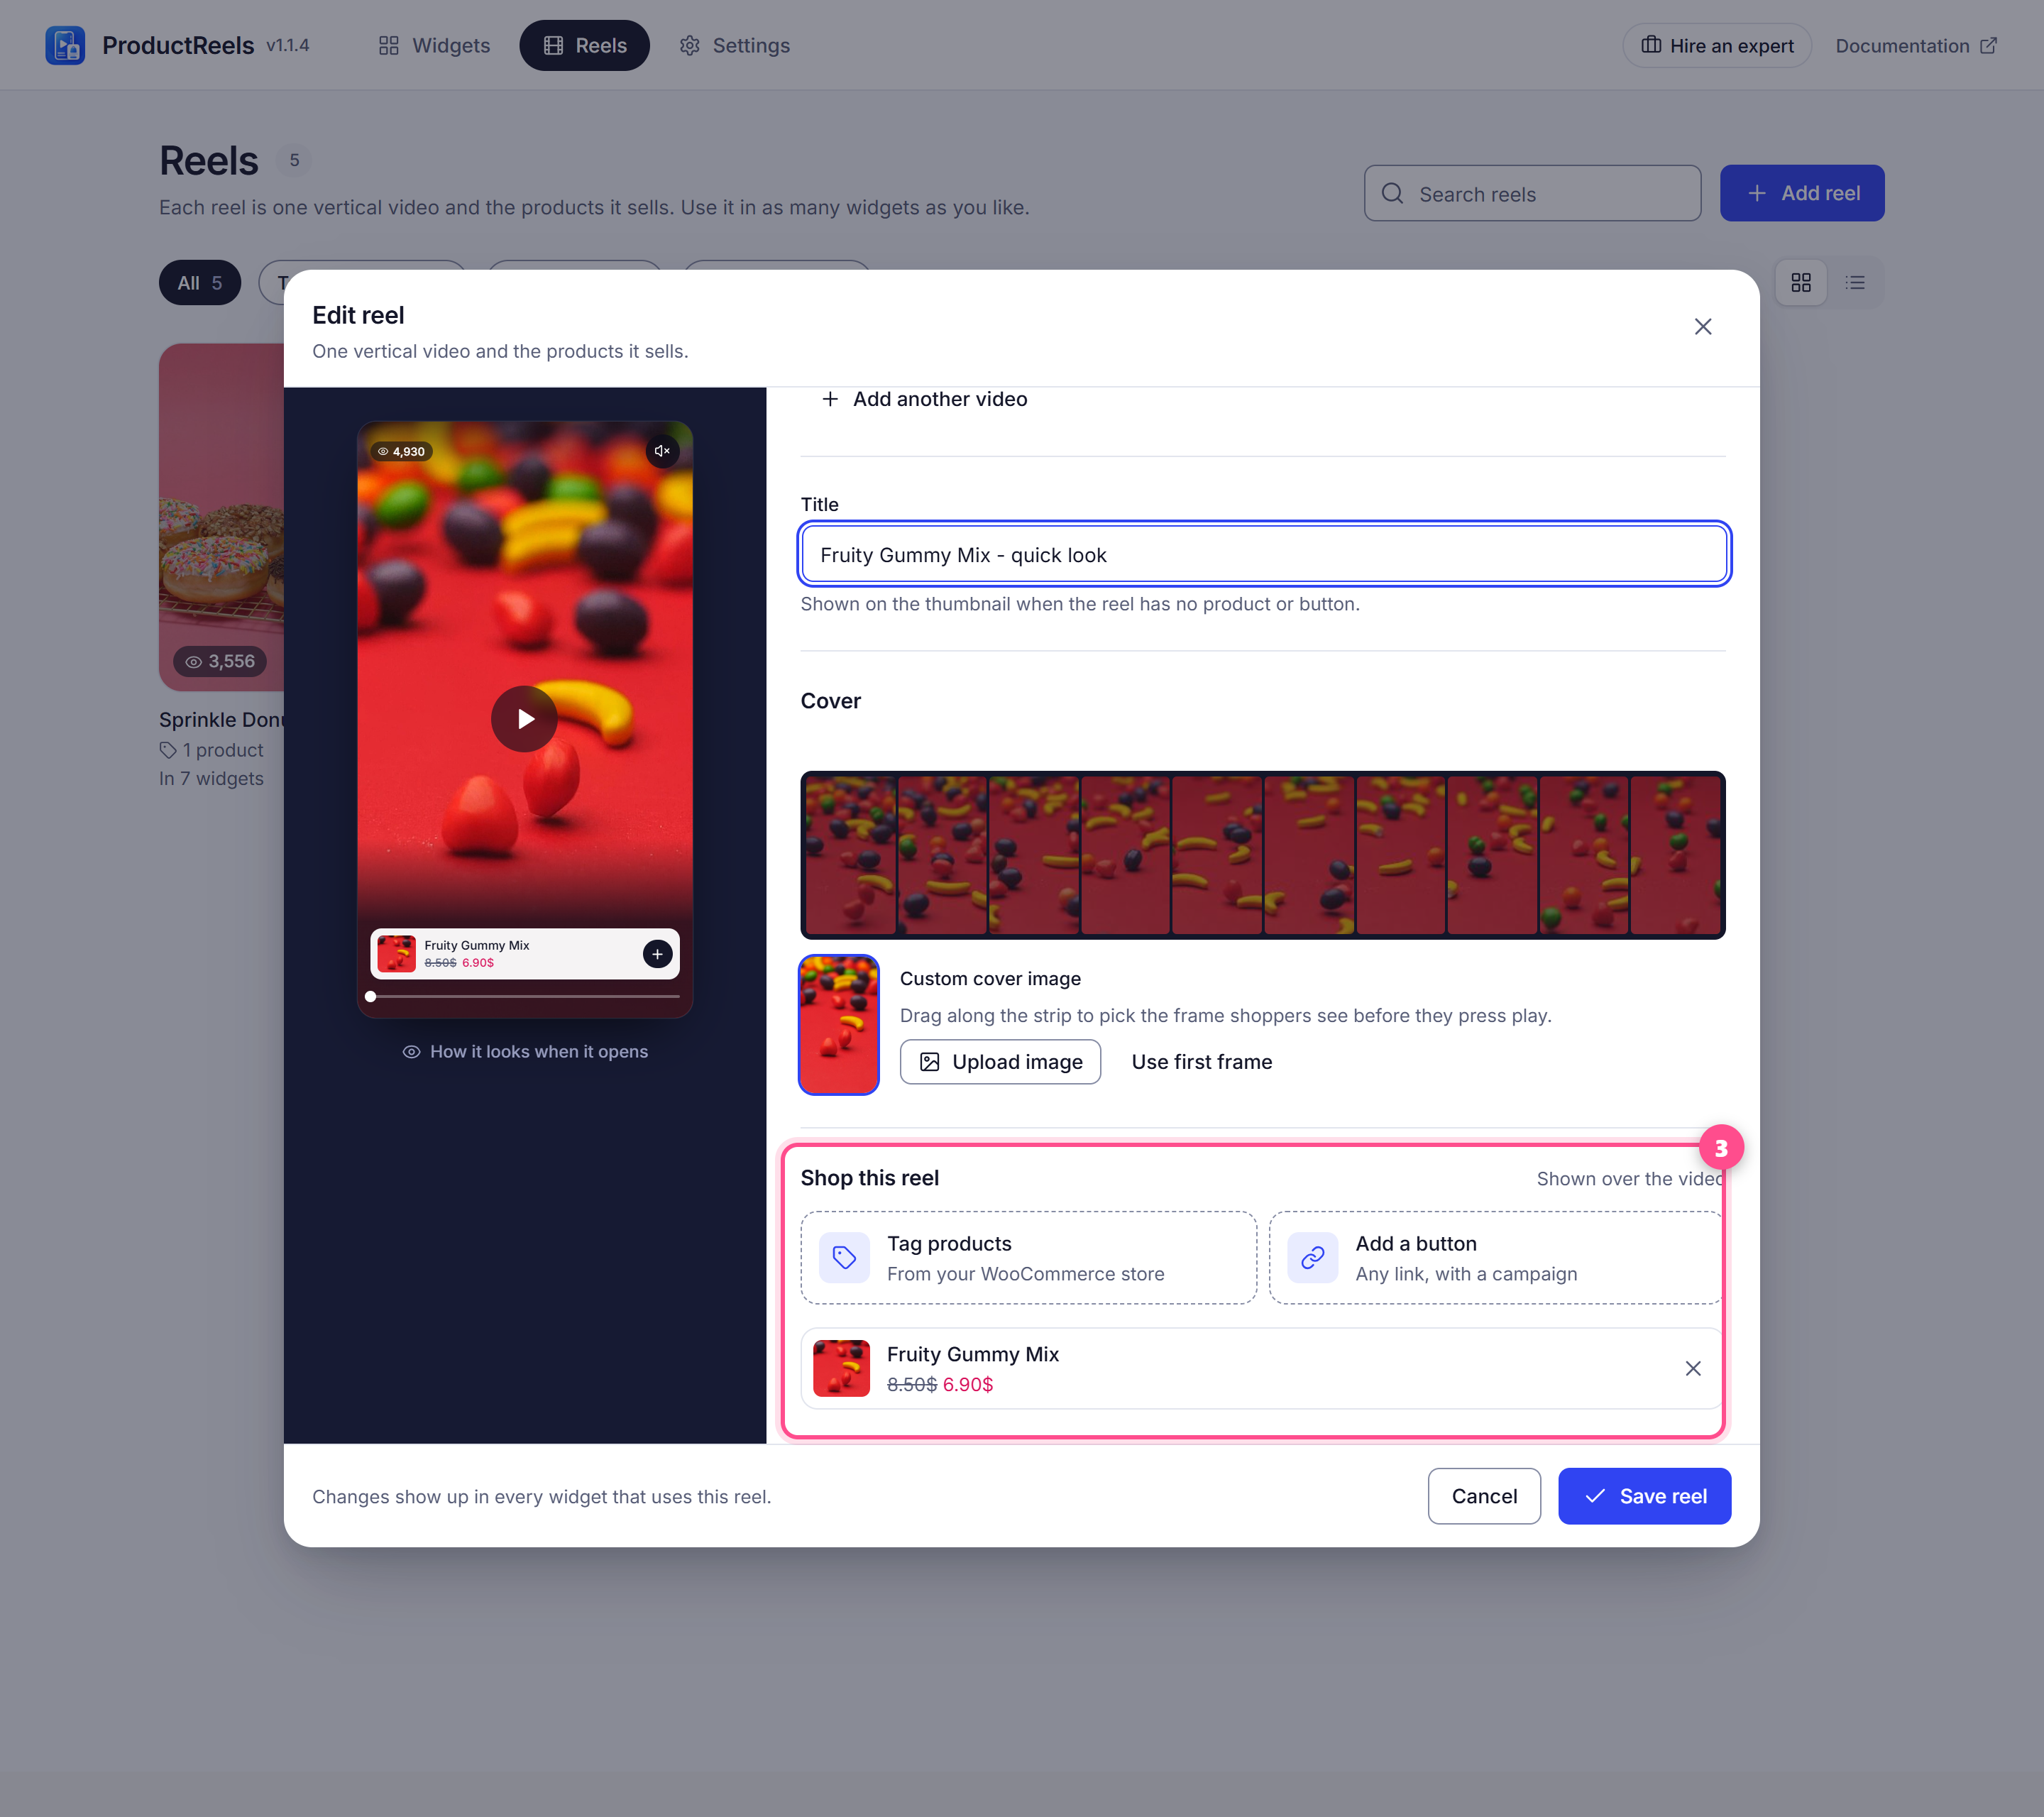 ProductReels v1.1.4 Widgets Reels Settings Hire an expert Documentation
Reels 5
Each reel is one vertical video and the products it sells. Use it in as many widgets as you like.
Search reels
Add reel
All 5
Edit reel
One vertical video and the products it sells.
3,556
Sprinkle Don
1 product
In 7 widgets
4,930
Fruity Gummy Mix
8.50$ 6.90$
How it looks when it opens
Add another video
Title
Fruity Gummy Mix - quick look
Shown on the thumbnail when the reel has no product or button.
Cover
Custom cover image
Drag along the strip to pick the frame shoppers see before they press play.
Upload image Use first frame
3
Shop this reel Shown over the video
Tag products
From your WooCommerce store
Add a button
Any link, with a campaign
Fruity Gummy Mix
8.50$ 6.90$
Changes show up in every widget that uses this reel.
Cancel Save reel